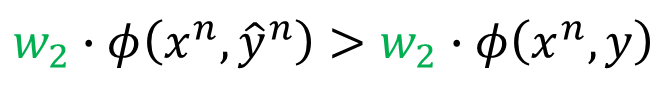 w₂ · ϕ(xⁿ, ŷⁿ) > w₂ · ϕ(xⁿ, y)